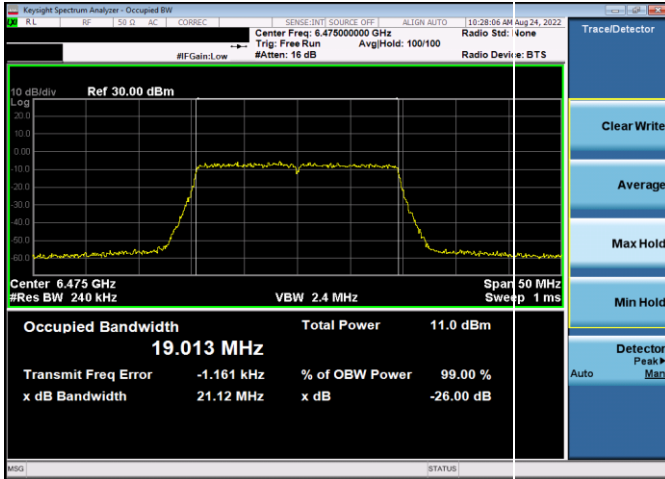 Keysight Spectrum Analyzer - Occupied BW
RL RF 50 Ω AC CORREC SENSE:INT SOURCE OFF ALIGN AUTO 10:28:06 AM Aug 24, 2022
Center Freq: 6.475000000 GHz Radio Std: None
Trig: Free Run Avg|Hold: 100/100
#IFGain:Low #Atten: 16 dB Radio Device: BTS
Trace/Detector
10 dB/div Ref 30.00 dBm
Log
20.0
10.0
0.00
-10.0
-20.0
-30.0
-40.0
-50.0
-60.0
Center 6.475 GHz Span 50 MHz
#Res BW 240 kHz VBW 2.4 MHz Sweep 1 ms
Occupied Bandwidth Total Power 11.0 dBm
19.013 MHz
Transmit Freq Error -1.161 kHz % of OBW Power 99.00 %
x dB Bandwidth 21.12 MHz x dB -26.00 dB
Clear Write
Average
Max Hold
Min Hold
Detector
Peak▶
Auto Man
MSG STATUS